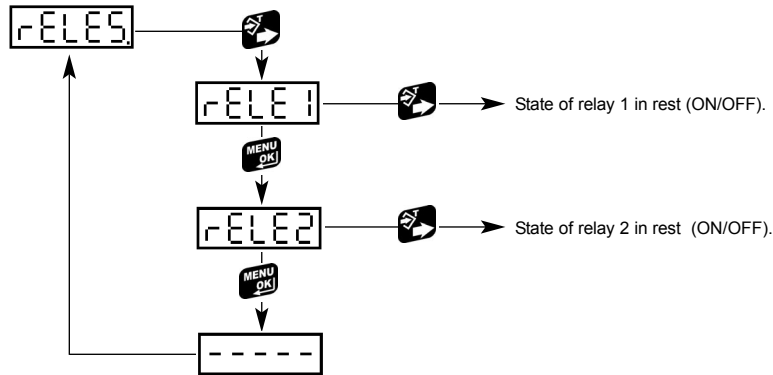 rELES.
rELE1
State of relay 1 in rest (ON/OFF).
MENU
OK
rELE2
State of relay 2 in rest (ON/OFF).
MENU
OK
-----